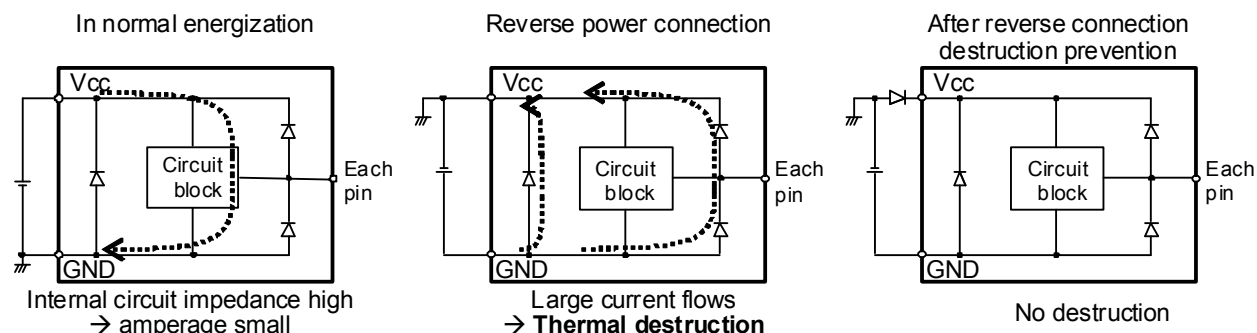 In normal energization
Vcc
Circuit
block
Each
pin
GND
Internal circuit impedance high
→ amperage small
Reverse power connection
Vcc
Circuit
block
Each
pin
GND
Large current flows
→ Thermal destruction
After reverse connection
destruction prevention
Vcc
Circuit
block
Each
pin
GND
No destruction